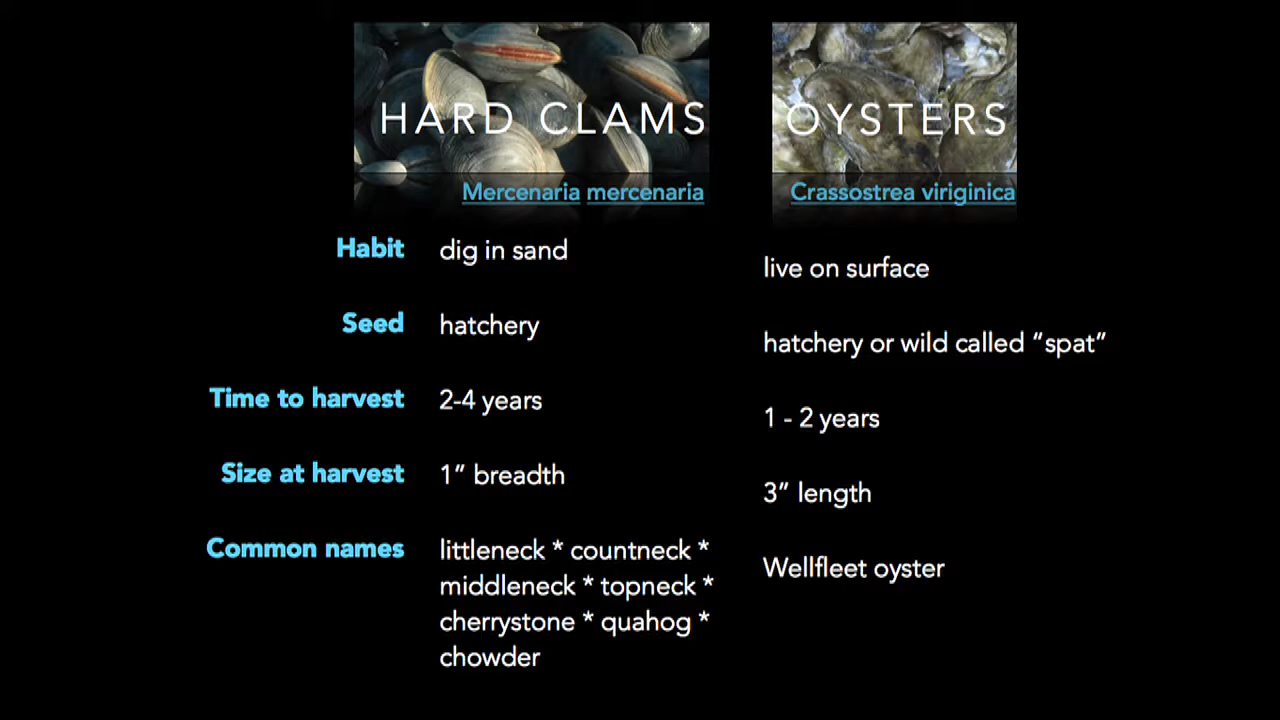 HARD CLAMS
OYSTERS
Mercenaria mercenaria
Crassostrea viriginica
Habit
dig in sand
live on surface
Seed
hatchery
hatchery or wild called “spat”
Time to harvest
2-4 years
1 - 2 years
Size at harvest
1” breadth
3” length
Common names
littleneck * countneck *
middleneck * topneck *
cherrystone * quahog *
chowder
Wellfleet oyster